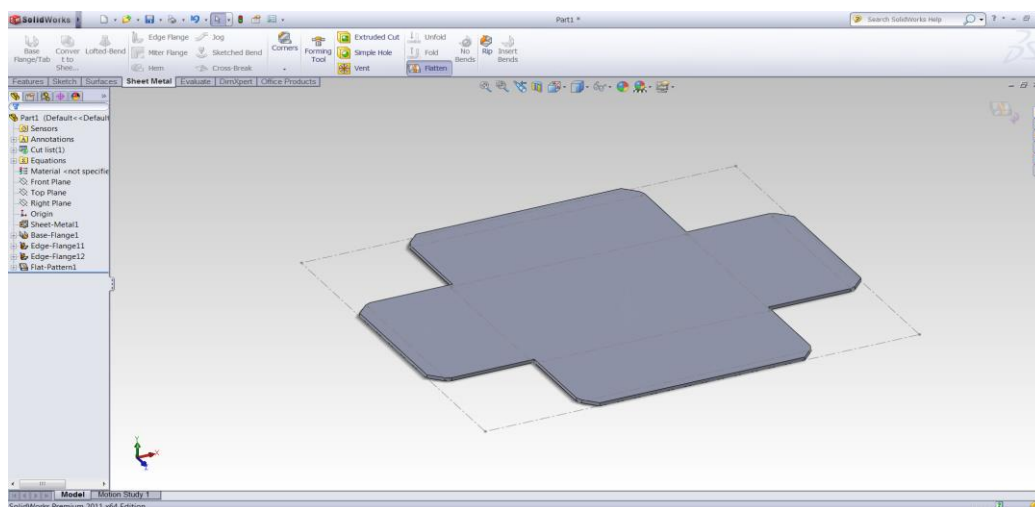 SolidWorks
Part1 *
Search SolidWorks Help
Base Flange/Tab
Conver t to Shee...
Lofted-Bend
Edge Flange
Miter Flange
Hem
Jog
Sketched Bend
Cross-Break
Corners
Forming Tool
Extruded Cut
Simple Hole
Vent
Unfold
Fold
Flatten
No Bends
Rip
Insert Bends
Features Sketch Surfaces Sheet Metal Evaluate DimXpert Office Products
Part1 (Default<<Default
Sensors
Annotations
Cut list(1)
Equations
Material <not specifie
Front Plane
Top Plane
Right Plane
Origin
Sheet-Metal1
Base-Flange1
Edge-Flange11
Edge-Flange12
Flat-Pattern1
Model Motion Study 1
SolidWorks Premium 2011 x64 Edition